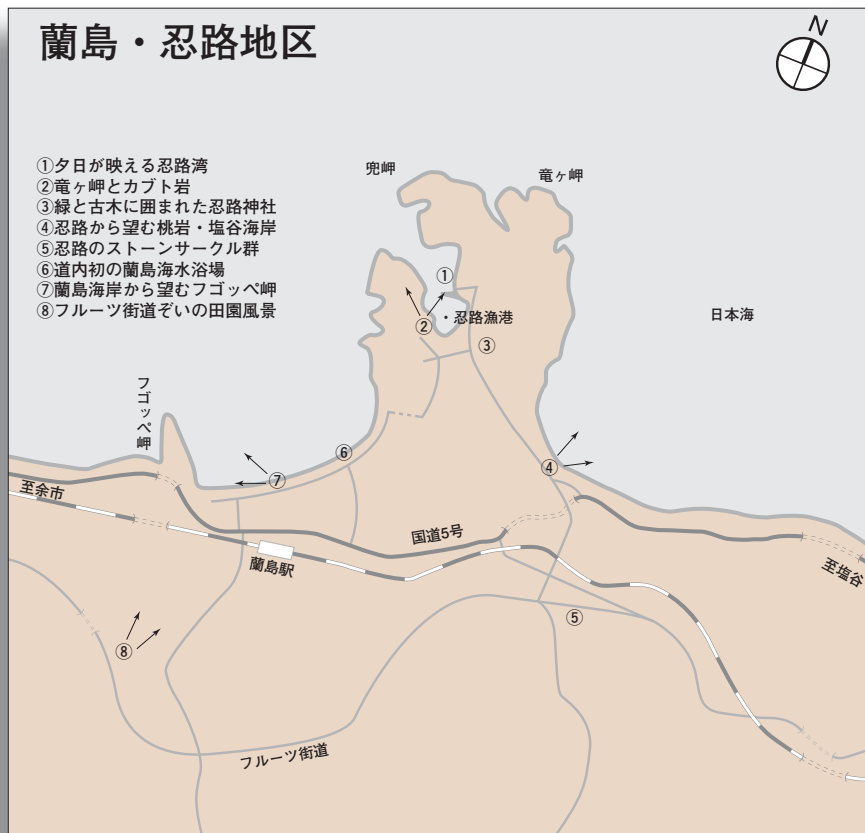 蘭島・忍路地区
N
①夕日が映える忍路湾
②竜ヶ岬とカブト岩
③緑と古木に囲まれた忍路神社
④忍路から望む桃岩・塩谷海岸
⑤忍路のストーンサークル群
⑥道内初の蘭島海水浴場
⑦蘭島海岸から望むフゴッペ岬
⑧フルーツ街道ぞいの田園風景
兜岬
竜ヶ岬
①
②
・忍路漁港
日本海
③
フゴッペ岬
⑥
⑦
④
至余市
国道5号
蘭島駅
至塩谷
⑤
⑧
フルーツ街道